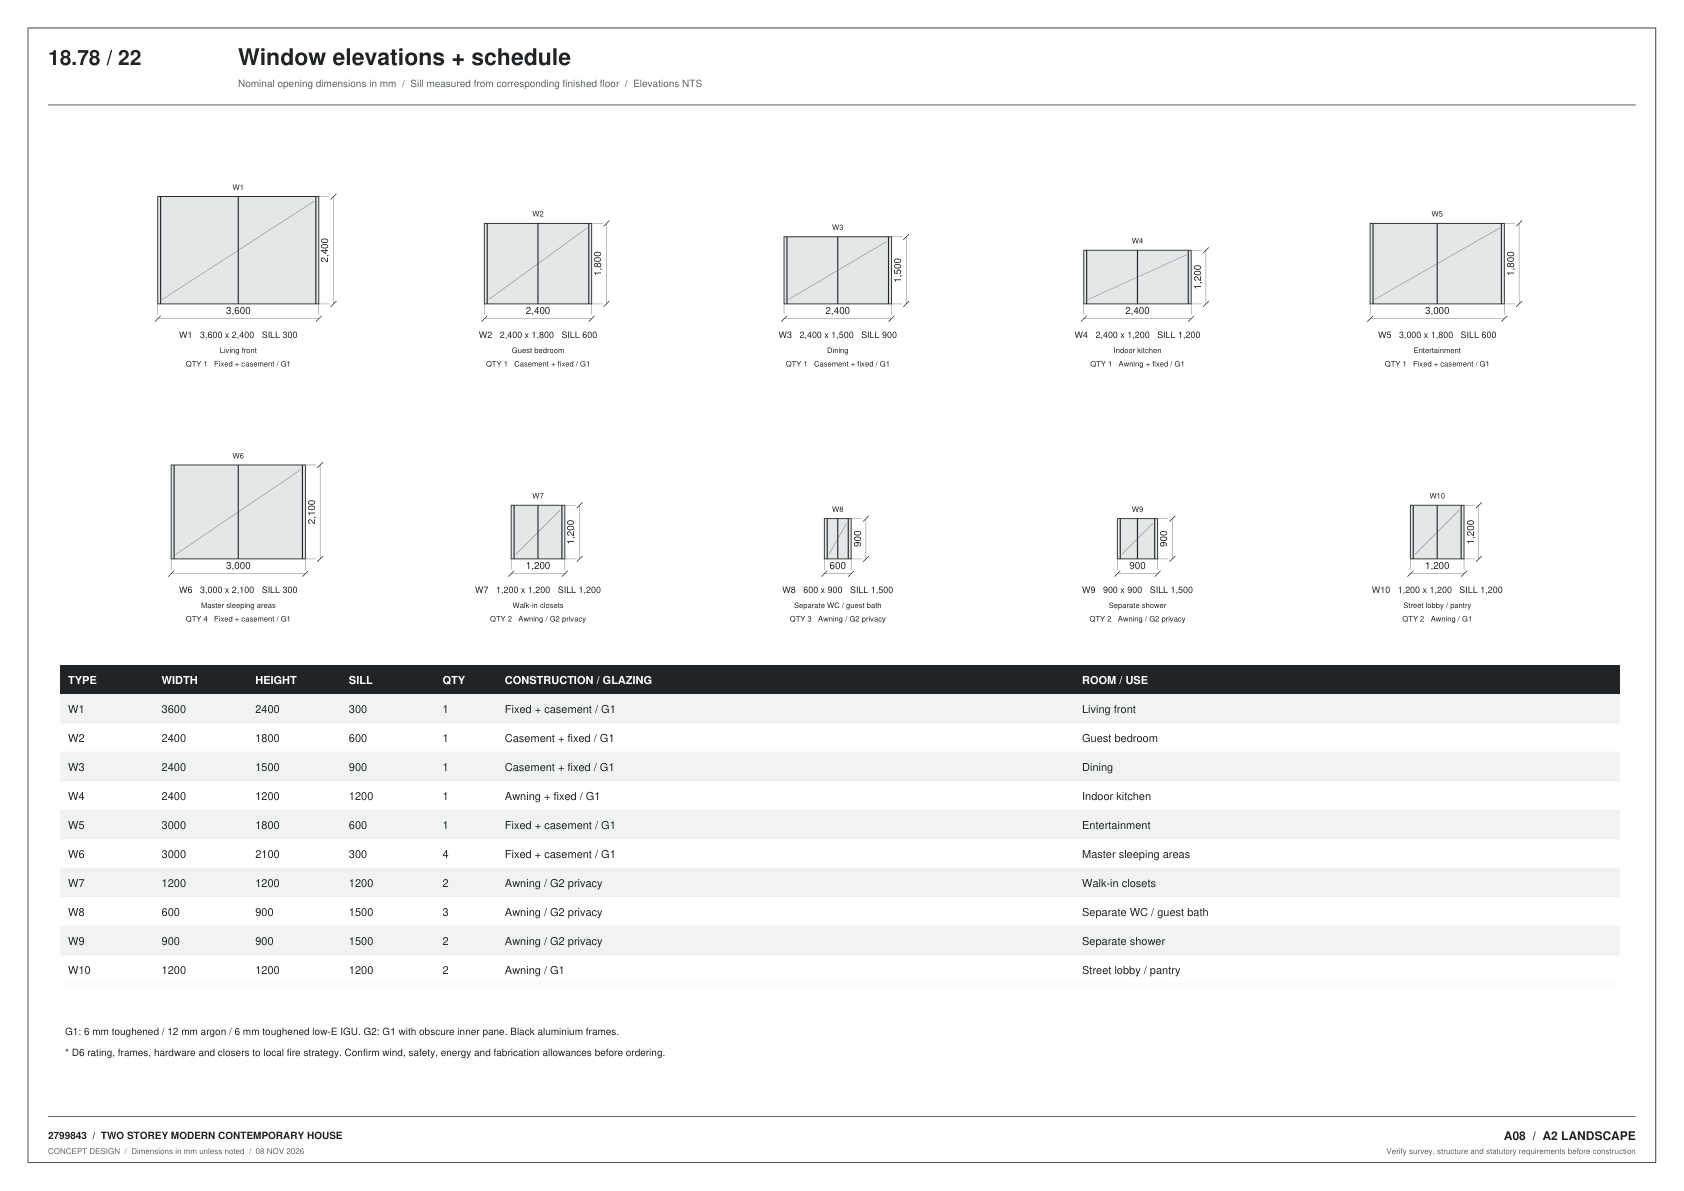 18.78 / 22
Window elevations + schedule
Nominal opening dimensions in mm / Sill measured from corresponding finished floor / Elevations NTS
W1
2,400
3,600
W1 3,600 x 2,400 SILL 300
Living front
QTY 1 Fixed + casement / G1
W2
1,800
2,400
W2 2,400 x 1,800 SILL 600
Guest bedroom
QTY 1 Casement + fixed / G1
W3
1,500
2,400
W3 2,400 x 1,500 SILL 900
Dining
QTY 1 Casement + fixed / G1
W4
1,200
2,400
W4 2,400 x 1,200 SILL 1,200
Indoor kitchen
QTY 1 Awning + fixed / G1
W5
1,800
3,000
W5 3,000 x 1,800 SILL 600
Entertainment
QTY 1 Fixed + casement / G1
W6
2,100
3,000
W6 3,000 x 2,100 SILL 300
Master sleeping areas
QTY 4 Fixed + casement / G1
W7
1,200
1,200
W7 1,200 x 1,200 SILL 1,200
Walk-in closets
QTY 2 Awning / G2 privacy
W8
900
600
W8 600 x 900 SILL 1,500
Separate WC / guest bath
QTY 3 Awning / G2 privacy
W9
900
900
W9 900 x 900 SILL 1,500
Separate shower
QTY 2 Awning / G2 privacy
W10
1,200
1,200
W10 1,200 x 1,200 SILL 1,200
Street lobby / pantry
QTY 2 Awning / G1
TYPE WIDTH HEIGHT SILL QTY CONSTRUCTION / GLAZING ROOM / USE
W1 3600 2400 300 1 Fixed + casement / G1 Living front
W2 2400 1800 600 1 Casement + fixed / G1 Guest bedroom
W3 2400 1500 900 1 Casement + fixed / G1 Dining
W4 2400 1200 1200 1 Awning + fixed / G1 Indoor kitchen
W5 3000 1800 600 1 Fixed + casement / G1 Entertainment
W6 3000 2100 300 4 Fixed + casement / G1 Master sleeping areas
W7 1200 1200 1200 2 Awning / G2 privacy Walk-in closets
W8 600 900 1500 3 Awning / G2 privacy Separate WC / guest bath
W9 900 900 1500 2 Awning / G2 privacy Separate shower
W10 1200 1200 1200 2 Awning / G1 Street lobby / pantry
G1: 6 mm toughened / 12 mm argon / 6 mm toughened low-E IGU. G2: G1 with obscure inner pane. Black aluminium frames.
* D6 rating, frames, hardware and closers to local fire strategy. Confirm wind, safety, energy and fabrication allowances before ordering.
2799843 / TWO STOREY MODERN CONTEMPORARY HOUSE
CONCEPT DESIGN / Dimensions in mm unless noted / 08 NOV 2026
A08 / A2 LANDSCAPE
Verify survey, structure and statutory requirements before construction